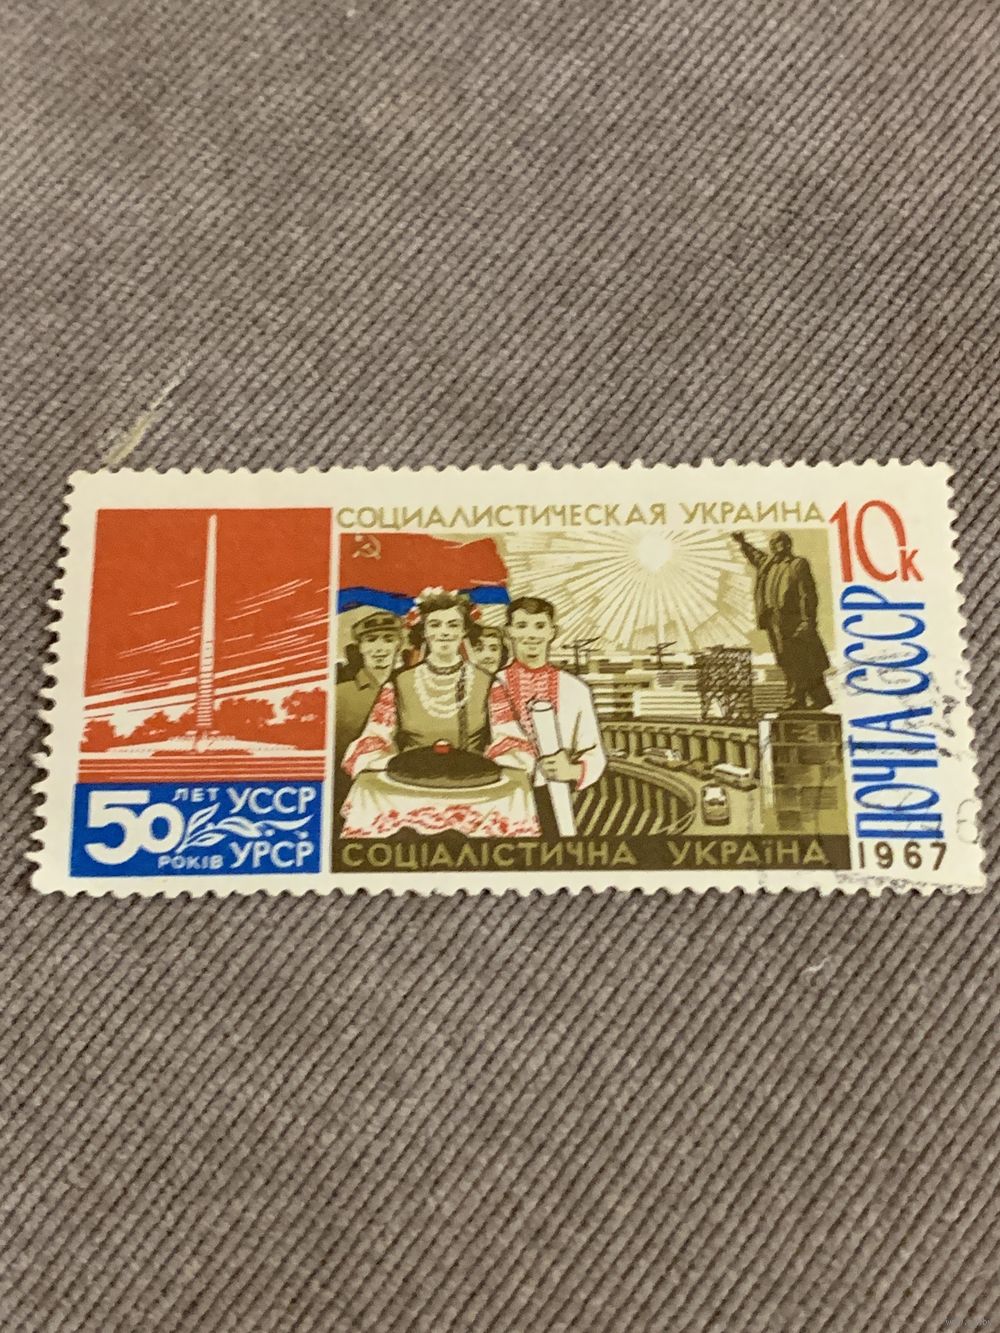 СОЦИАЛИСТИЧЕСКАЯ УКРАИНА
10к
ПОЧТА СССР
50 ЛЕТ УССР
РОКІВ УРСР
СОЦІАЛІСТИЧНА УКРАЇНА
1967